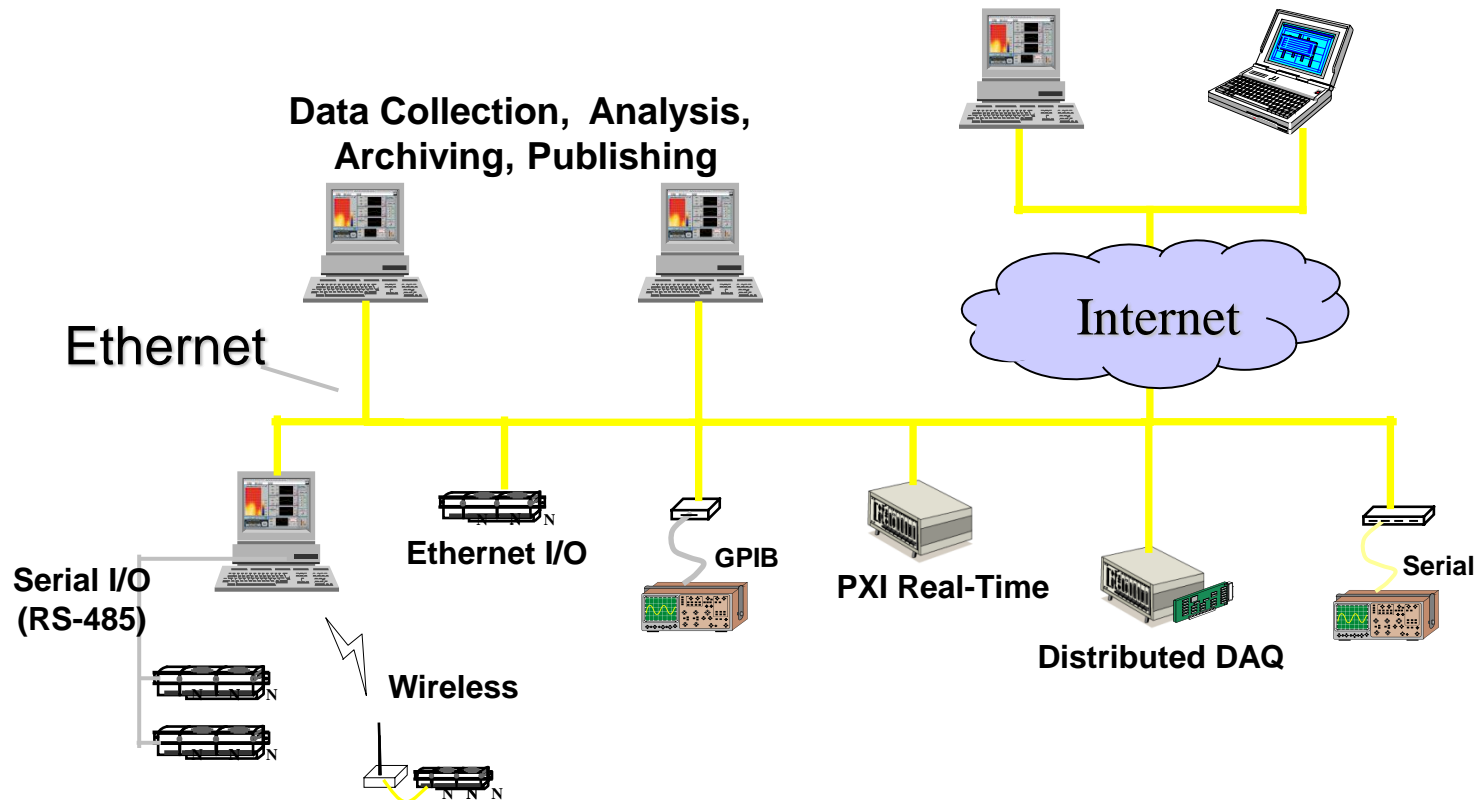 Data Collection, Analysis,
Archiving, Publishing
Internet
Ethernet
N N N
Ethernet I/O
GPIB
PXI Real-Time
Serial
Serial I/O
(RS-485)
Distributed DAQ
N N N
Wireless
N N N
N N N